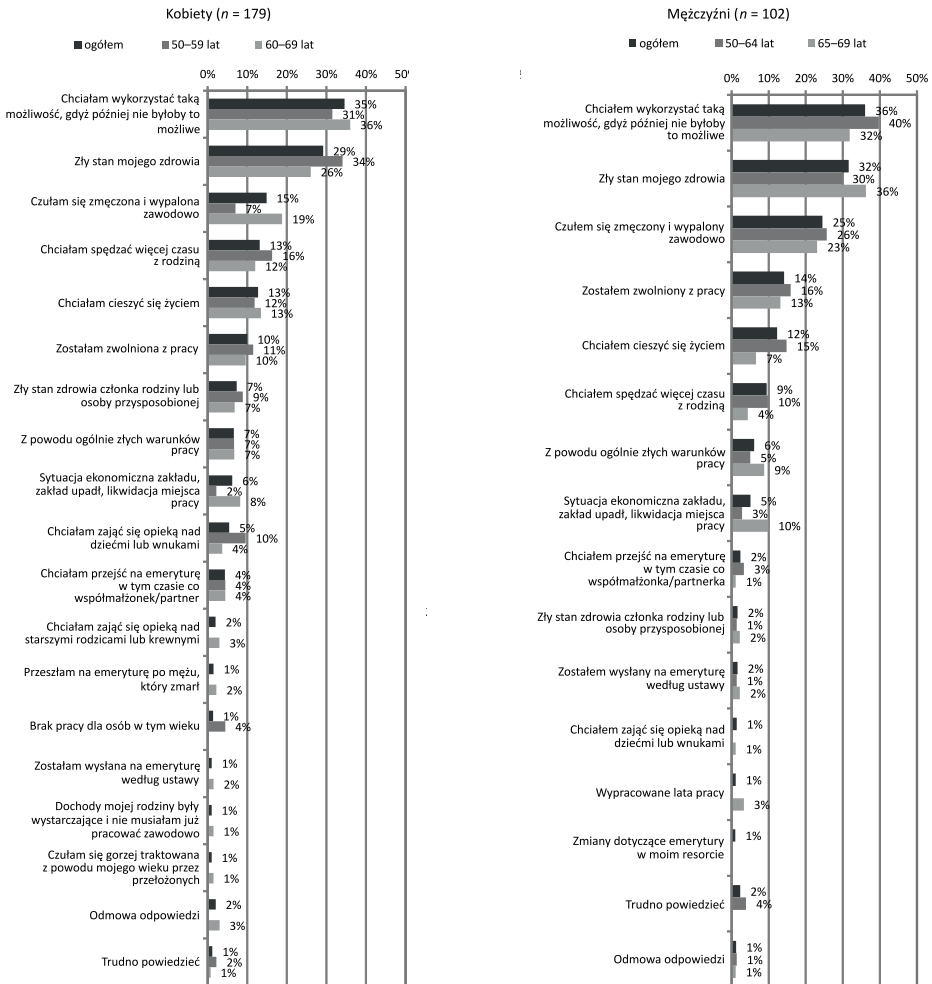 Kobiety (n = 179)
ogółem 50–59 lat 60–69 lat
0% 10% 20% 30% 40% 50
Chciałam wykorzystać taką
możliwość, gdyż później nie byłoby to
możliwe
35%
31%
36%
Zły stan mojego zdrowia
29%
34%
26%
Czułam się zmęczona i wypalona
zawodowo
15%
7%
19%
Chciałam spędzać więcej czasu
z rodziną
13%
16%
12%
Chciałam cieszyć się życiem
13%
12%
13%
Zostałam zwolniona z pracy
10%
11%
10%
Zły stan zdrowia członka rodziny lub
osoby przysposobionej
7%
9%
7%
Z powodu ogólnie złych warunków
pracy
7%
7%
7%
Sytuacja ekonomiczna zakładu,
zakład upadł, likwidacja miejsca
pracy
6%
2%
8%
Chciałam zająć się opieką nad
dziećmi lub wnukami
5%
10%
4%
Chciałam przejść na emeryturę
w tym czasie co
współmałżonek/partner
4%
4%
4%
Chciałam zająć się opieką nad
starszymi rodzicami lub krewnymi
2%
3%
Przeszłam na emeryturę po mężu,
który zmarł
1%
2%
Brak pracy dla osób w tym wieku
1%
4%
Zostałam wysłana na emeryturę
według ustawy
1%
2%
Dochody mojej rodziny były
wystarczające i nie musiałam już
pracować zawodowo
1%
1%
Czułam się gorzej traktowana
z powodu mojego wieku przez
przełożonych
1%
1%
Odmowa odpowiedzi
2%
3%
Trudno powiedzieć
1%
2%
1%
Mężczyźni (n = 102)
ogółem 50–64 lat 65–69 lat
0% 10% 20% 30% 40% 50%
Chciałem wykorzystać taką
możliwość, gdyż później nie byłoby
to możliwe
36%
40%
32%
Zły stan mojego zdrowia
32%
30%
36%
Czułem się zmęczony i wypalony
zawodowo
25%
26%
23%
Zostałem zwolniony z pracy
14%
16%
13%
Chciałem cieszyć się życiem
12%
15%
7%
Chciałem spędzać więcej czasu
z rodziną
9%
10%
4%
Z powodu ogólnie złych warunków
pracy
6%
5%
9%
Sytuacja ekonomiczna zakładu,
zakład upadł, likwidacja miejsca
pracy
5%
3%
10%
Chciałem przejść na emeryturę
w tym czasie co
współmałżonka/partnerka
2%
3%
1%
Zły stan zdrowia członka rodziny lub
osoby przysposobionej
2%
1%
2%
Zostałem wysłany na emeryturę
według ustawy
2%
1%
2%
Chciałem zająć się opieką nad
dziećmi lub wnukami
1%
1%
Wypracowane lata pracy
1%
3%
Zmiany dotyczące emerytury
w moim resorcie
1%
Trudno powiedzieć
2%
4%
Odmowa odpowiedzi
1%
1%
1%